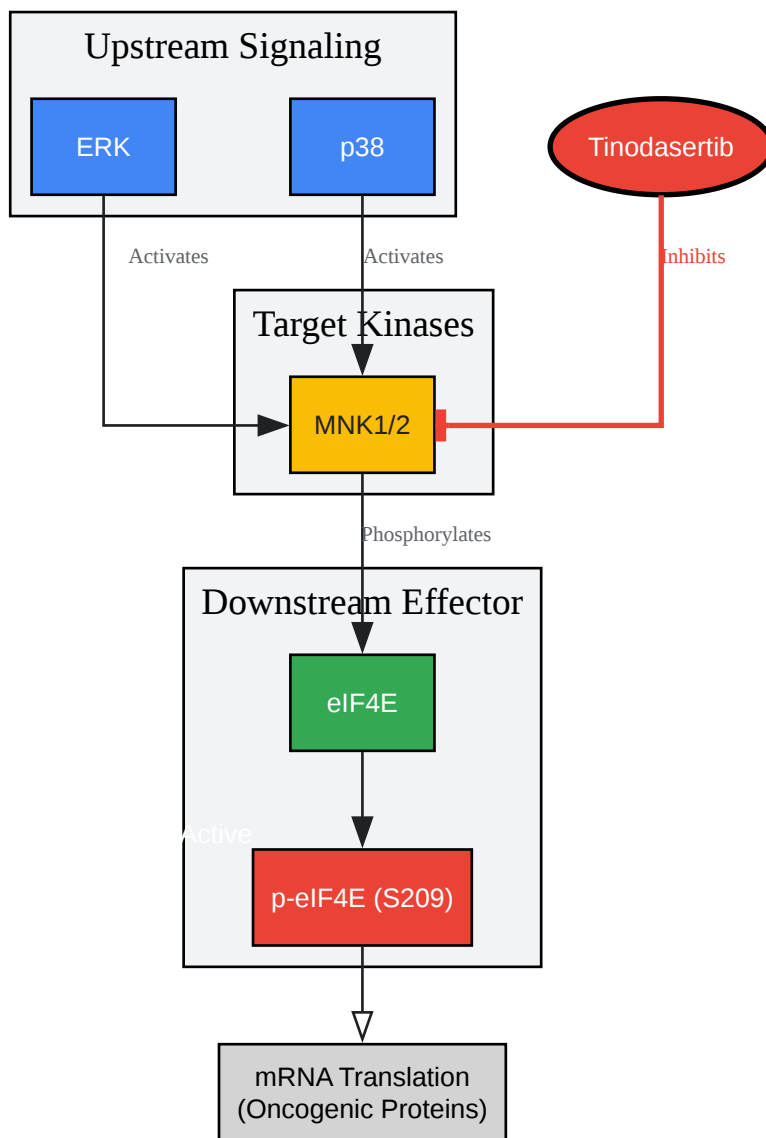 Upstream Signaling
ERK
p38
Tinodasertib
Activates
Activates
Inhibits
Target Kinases
MNK1/2
Phosphorylates
Downstream Effector
eIF4E
Active
p-eIF4E (S209)
mRNA Translation
(Oncogenic Proteins)